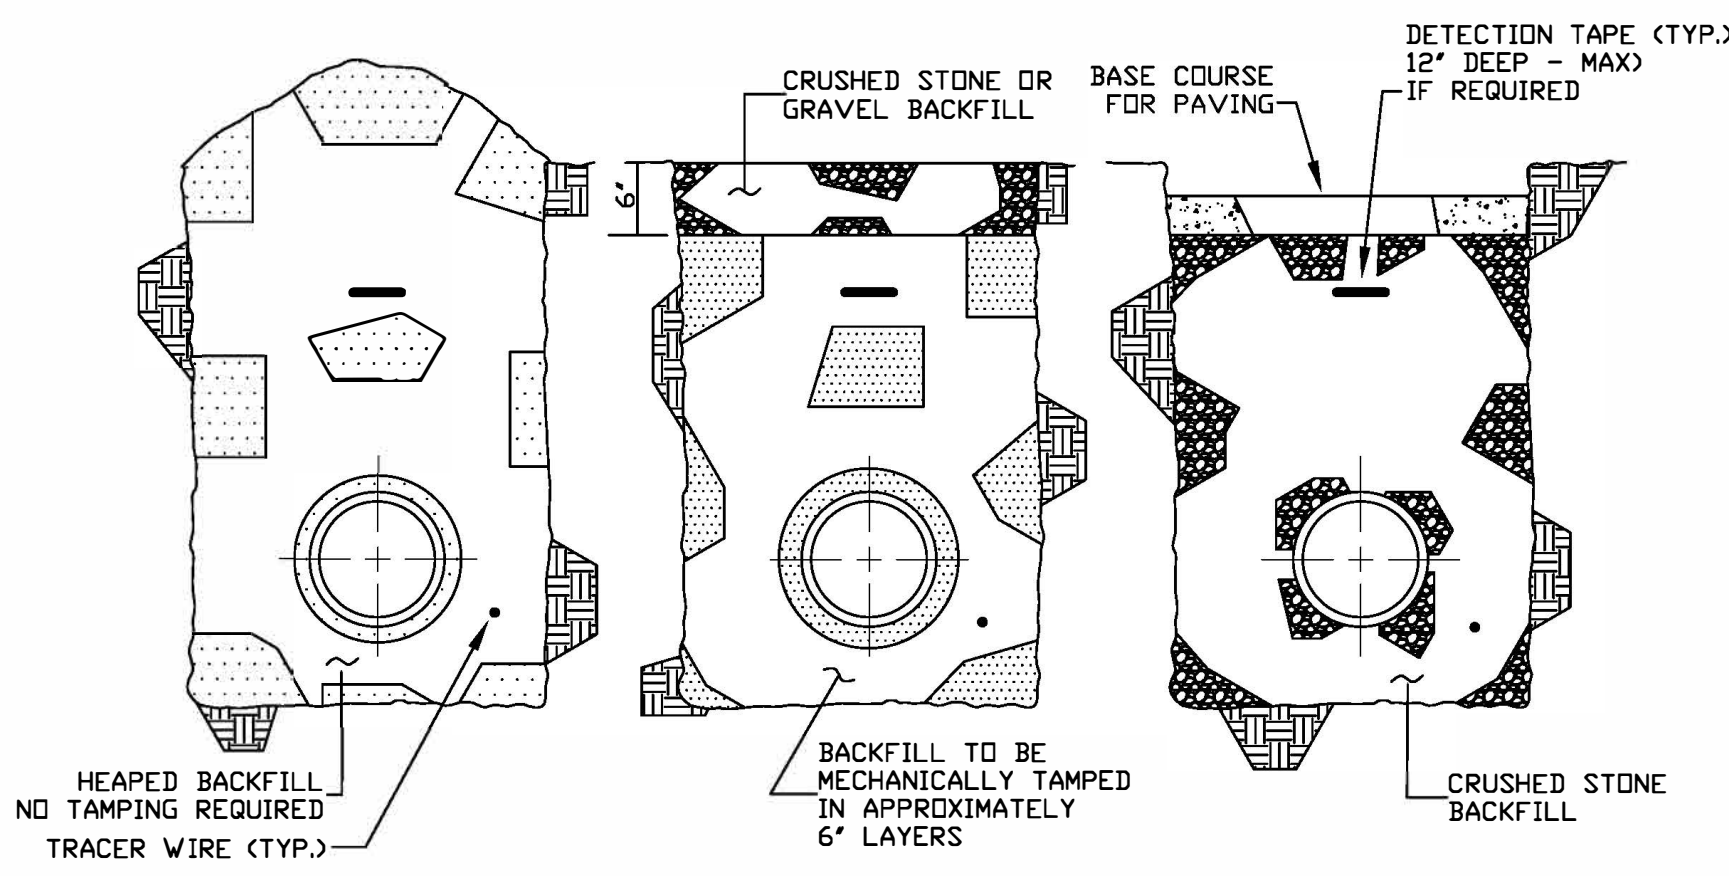 DETECTION TAPE (TYP.)
12" DEEP - MAX)
IF REQUIRED
CRUSHED STONE OR
GRAVEL BACKFILL
BASE COURSE
FOR PAVING
6"
HEAPED BACKFILL
NO TAMPING REQUIRED
TRACER WIRE (TYP.)
BACKFILL TO BE
MECHANICALLY TAMPED
IN APPROXIMATELY
6" LAYERS
CRUSHED STONE
BACKFILL